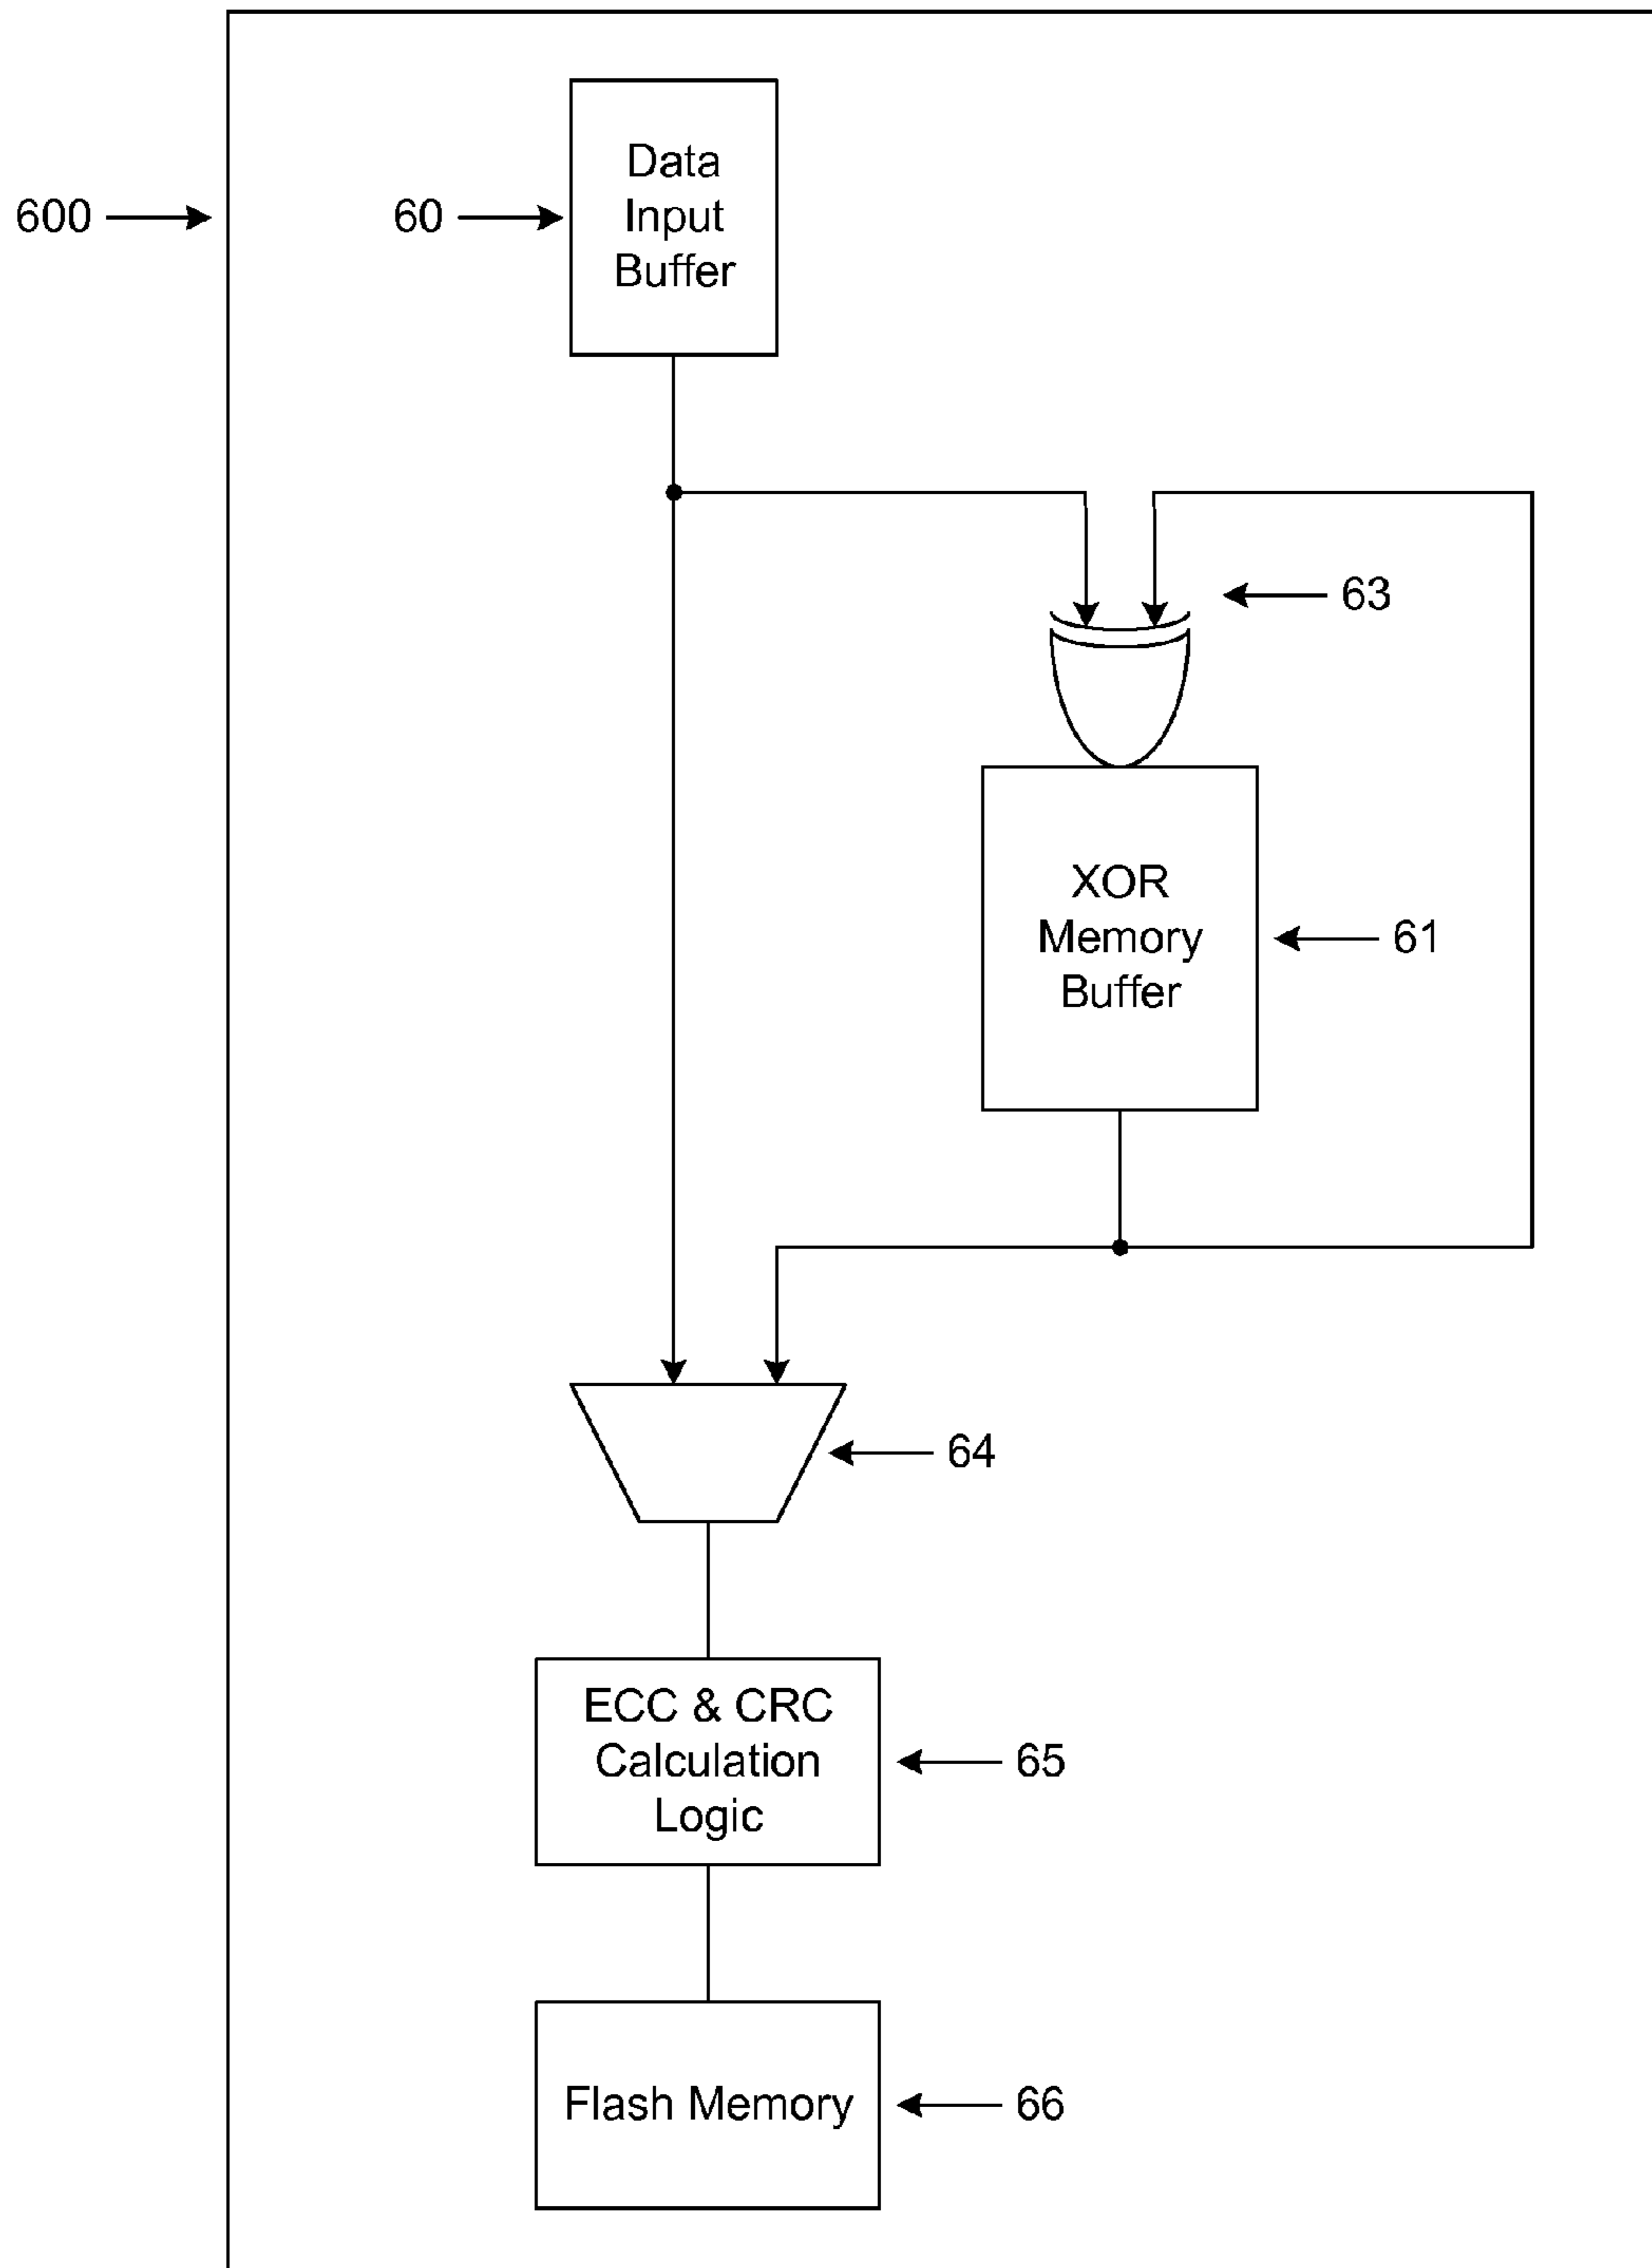 600
60
Data
Input
Buffer
63
XOR
Memory
Buffer
61
64
ECC & CRC
Calculation
Logic
65
Flash Memory
66